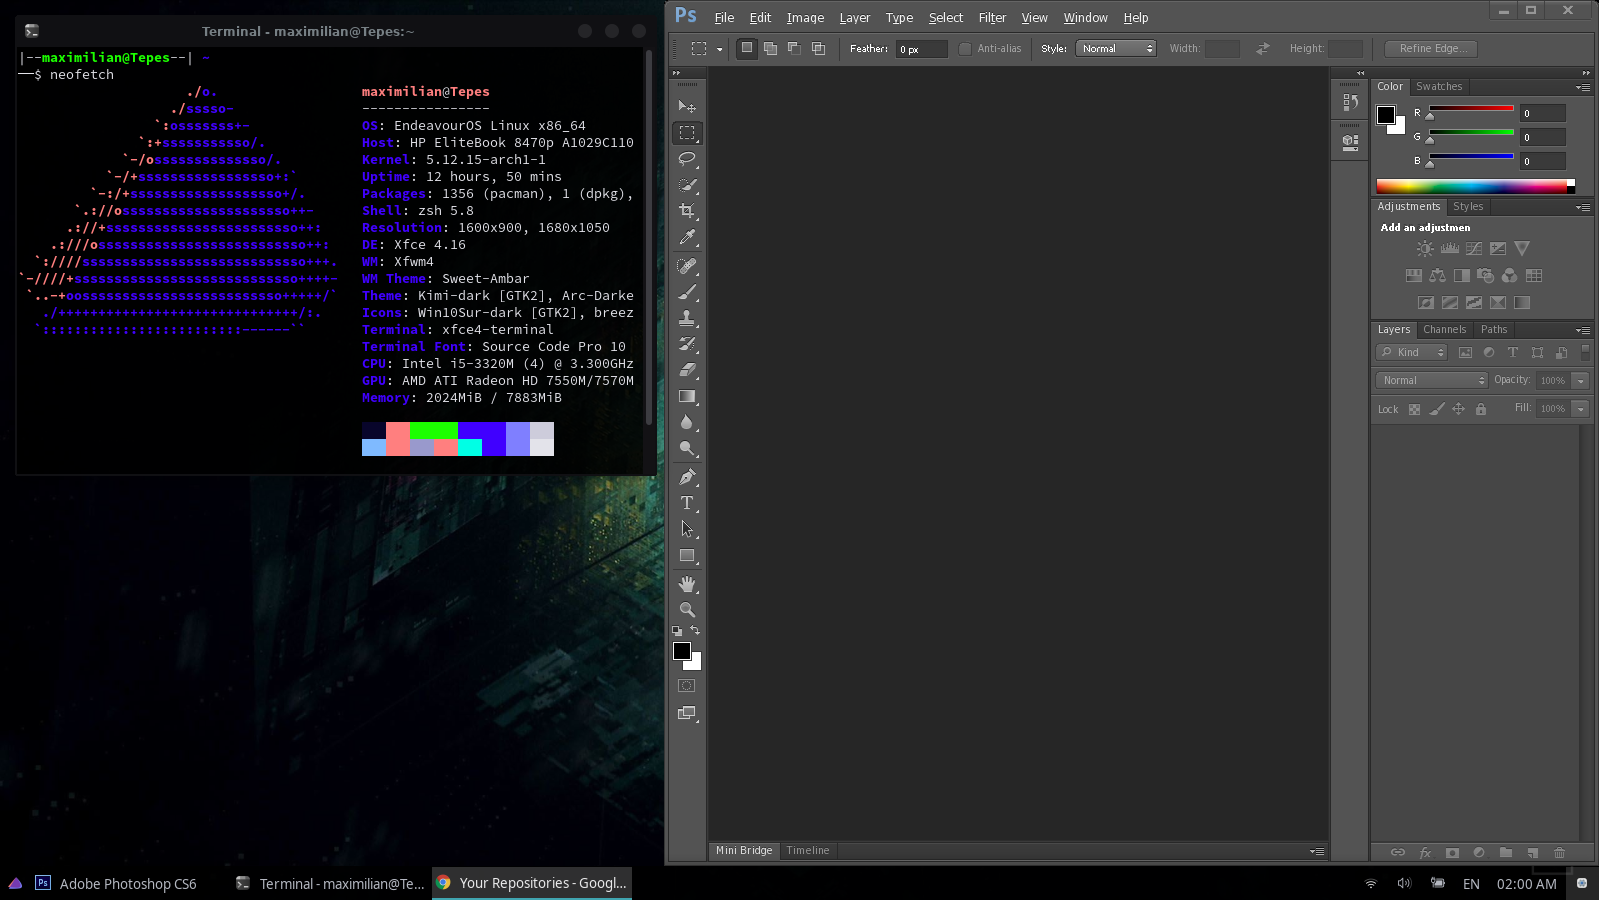 Terminal - maximilian@Tepes:~
|--maximilian@Tepes--| ~
──$ neofetch
./o.
./sssso-
`:osssssss+-
`:+sssssssssso/.
`-/ossssssssssssso/.
`-/+sssssssssssssssso+:`
`-:/+sssssssssssssssssso+/.
`.://osssssssssssssssssssso++-
.://+ssssssssssssssssssssssso++:
.:///ossssssssssssssssssssssssso++:
`:////ssssssssssssssssssssssssssso+++.
`-////+ssssssssssssssssssssssssssso++++-
`..-+oosssssssssssssssssssssssso+++++/`
./++++++++++++++++++++++++++++++/:.
`:::::::::::::::::::::::::------``
maximilian@Tepes
----------------
OS: EndeavourOS Linux x86_64
Host: HP EliteBook 8470p A1029C110
Kernel: 5.12.15-arch1-1
Uptime: 12 hours, 50 mins
Packages: 1356 (pacman), 1 (dpkg),
Shell: zsh 5.8
Resolution: 1600x900, 1680x1050
DE: Xfce 4.16
WM: Xfwm4
WM Theme: Sweet-Ambar
Theme: Kimi-dark [GTK2], Arc-Darke
Icons: Win10Sur-dark [GTK2], breez
Terminal: xfce4-terminal
Terminal Font: Source Code Pro 10
CPU: Intel i5-3320M (4) @ 3.300GHz
GPU: AMD ATI Radeon HD 7550M/7570M
Memory: 2024MiB / 7883MiB
Ps File Edit Image Layer Type Select Filter View Window Help
Feather: 0 px Anti-alias Style: Normal Width: Height: Refine Edge...
Color Swatches
R 0
G 0
B 0
Adjustments Styles
Add an adjustmen
Layers Channels Paths
Kind
Normal Opacity: 100%
Lock Fill: 100%
Mini Bridge Timeline
Ps Adobe Photoshop CS6 Terminal - maximilian@Te... Your Repositories - Googl... EN 02:00 AM